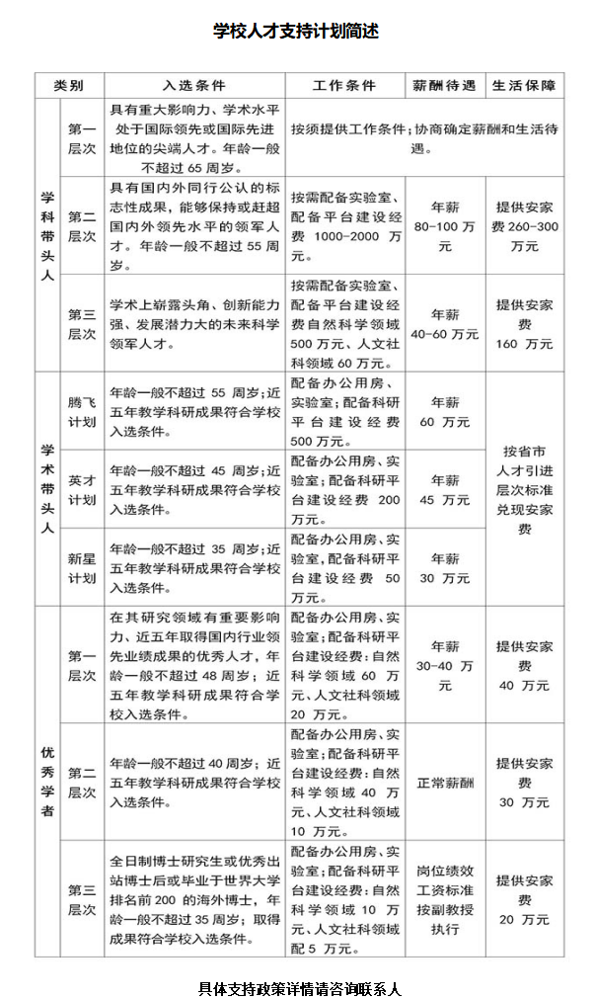 学校人才支持计划简述
类别
入选条件
工作条件
薪酬待遇
生活保障
学科带头人
第一
层次
具有重大影响力、学术水平
处于国际领先或国际先进
地位的尖端人才。年龄一般
不超过 65 周岁。
按须提供工作条件；协商确定薪酬和生活待
遇。
第二
层次
具有国内外同行公认的标
志性成果，能够保持或赶超
国内外领先水平的领军人
才。年龄一般不超过 55 周
岁。
按需配备实验室、
配备平台建设经
费 1000-2000 万
元。
年薪
80-100 万
元
提供安家
费 260-300
万元
第三
层次
学术上崭露头角、创新能力
强、发展潜力大的未来科学
领军人才。
按需配备实验室、
配备平台建设经
费自然科学领域
500 万元、人文社
科领域 60 万元。
年薪
40-60 万元
提供安家
费
160 万元
学术带头人
腾飞
计划
年龄一般不超过 55 周岁；近
五年教学科研成果符合学校
入选条件。
配备办公用房、
实验室；配备科研
平台建设经费
500 万元。
年薪
60 万元
按省市
人才引进
层次标准
兑现安家
费
英才
计划
年龄一般不超过 45 周岁；近
五年教学科研成果符合学校
入选条件。
配备办公用房、实
验室；配备科研平
台建设经费 200
万元。
年薪
45 万元
新星
计划
年龄一般不超过 35 周岁；近
五年教学科研成果符合学校
入选条件。
配备办公用房、实
验室，配备科研平
台建设经费 50
万元。
年薪
30 万元
优秀学者
第一
层次
在其研究领域有重要影响
力、近五年取得国内行业领
先业绩成果的优秀人才，年
龄一般不超过 48 周岁；近
五年教学科研成果符合学
校入选条件。
配备办公用房、实
验室；配备科研平
台建设经费：自然
科学领域 60 万
元、人文社科领域
20 万元。
年薪
30-40 万
元
提供安家
费
40 万元
第二
层次
年龄一般不超过 40 周岁；近
五年教学科研成果符合学校
入选条件。
配备办公用房、实
验室；配备科研平
台建设经费：自然
科学领域 40 万
元、人文社科领域
10 万元。
正常薪酬
提供安家
费
30 万元
第三
层次
全日制博士研究生或优秀出
站博士后或毕业于世界大学
排名前 200 的海外博士，年
龄一般不超过 35 周岁；取得
成果符合学校入选条件。
配备办公用房、实
验室；配备科研平
台建设经费：自然
科学领域 10 万
元、人文社科领域
配 5 万元。
岗位绩效
工资标准
按副教授
执行
提供安家
费
20 万元
具体支持政策详情请咨询联系人